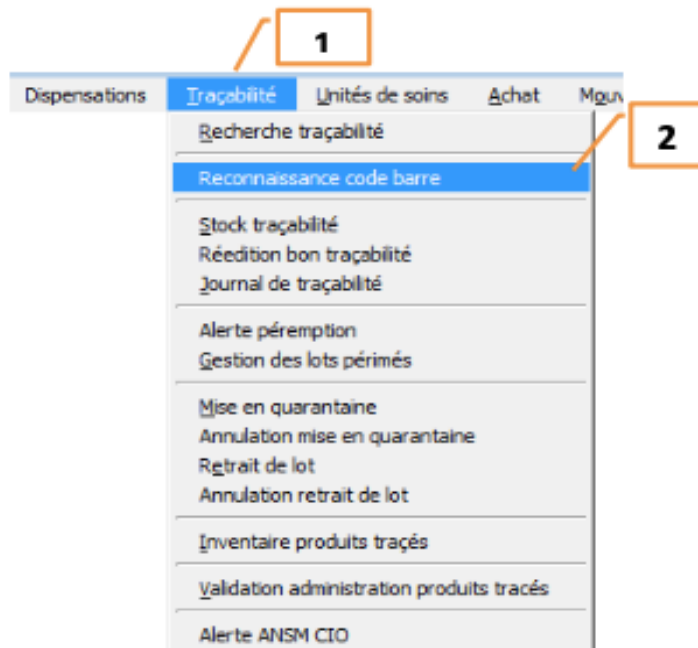 1
Dispensations Traçabilité Unités de soins Achat Mouv
2
Recherche traçabilité
Reconnaissance code barre
Stock traçabilité
Réedition bon traçabilité
Journal de traçabilité
Alerte péremption
Gestion des lots périmés
Mise en quarantaine
Annulation mise en quarantaine
Retrait de lot
Annulation retrait de lot
Inventaire produits traçés
Validation administration produits tracés
Alerte ANSM CIO